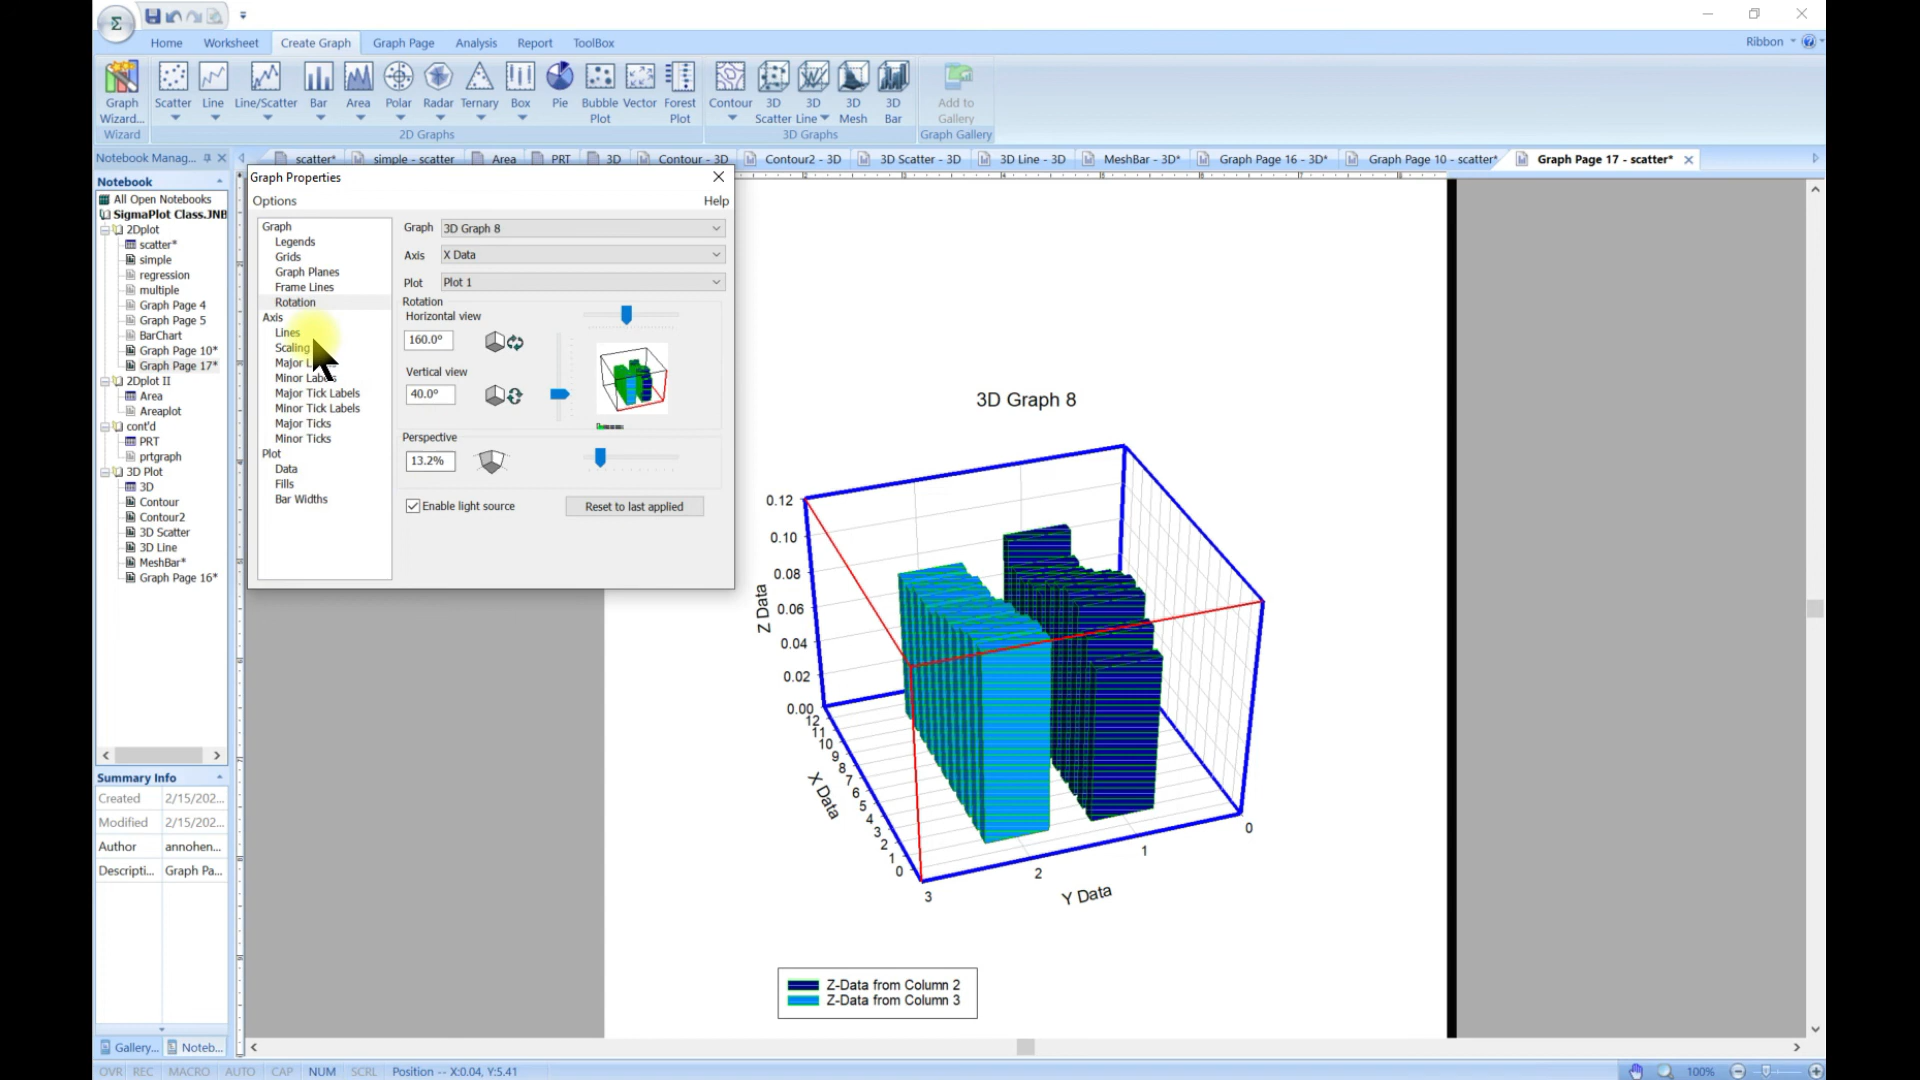 Home Worksheet Create Graph Graph Page Analysis Report ToolBox Ribbon
Graph Wizard... Scatter Line Line/Scatter Bar Area Polar Radar Ternary Box Pie Bubble Plot Vector Forest Plot Contour 3D Scatter 3D Line 3D Mesh 3D Bar Add to Gallery
Wizard 2D Graphs 3D Graphs Graph Gallery
Notebook Manag... scatter* simple - scatter Area PRT 3D Contour - 3D Contour2 - 3D 3D Scatter - 3D 3D Line - 3D MeshBar - 3D* Graph Page 16 - 3D* Graph Page 10 - scatter* Graph Page 17 - scatter*
Notebook
All Open Notebooks
SigmaPlot Class.JNB
2Dplot
scatter*
simple
regression
multiple
Graph Page 4
Graph Page 5
BarChart
Graph Page 10*
Graph Page 17*
2Dplot II
Area
Areaplot
cont'd
PRT
prtgraph
3D Plot
3D
Contour
Contour2
3D Scatter
3D Line
MeshBar*
Graph Page 16*
Summary Info
Created 2/15/202...
Modified 2/15/202...
Author annohen...
Descripti... Graph Pa...
Gallery... Noteb...
Graph Properties
Options Help
Graph
Legends
Grids
Graph Planes
Frame Lines
Rotation
Axis
Lines
Scaling
Major
Minor Labels
Major Tick Labels
Minor Tick Labels
Major Ticks
Minor Ticks
Plot
Data
Fills
Bar Widths
Graph 3D Graph 8
Axis X Data
Plot Plot 1
Rotation
Horizontal view
160.0°
Vertical view
40.0°
Perspective
13.2%
Enable light source Reset to last applied
3D Graph 8
0.12
0.10
0.08
0.06
0.04
0.02
0.00
Z Data
12
11
10
9
8
7
6
5
4
3
2
1
0
X Data
3
2
1
0
Y Data
Z-Data from Column 2
Z-Data from Column 3
OVR REC MACRO AUTO CAP NUM SCRL Position -- X:0.04, Y:5.41 100%